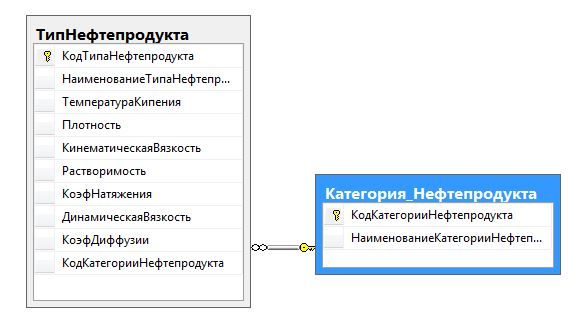 ТипНефтепродукта
КодТипаНефтепродукта
НаименованиеТипаНефтепр...
ТемператураКипения
Плотность
КинематическаяВязкость
Растворимость
КоэфНатяжения
ДинамическаяВязкость
КоэфДиффузии
КодКатегорииНефтепродукта
Категория_Нефтепродукта
КодКатегорииНефтепродукта
НаименованиеКатегорииНефтеп...